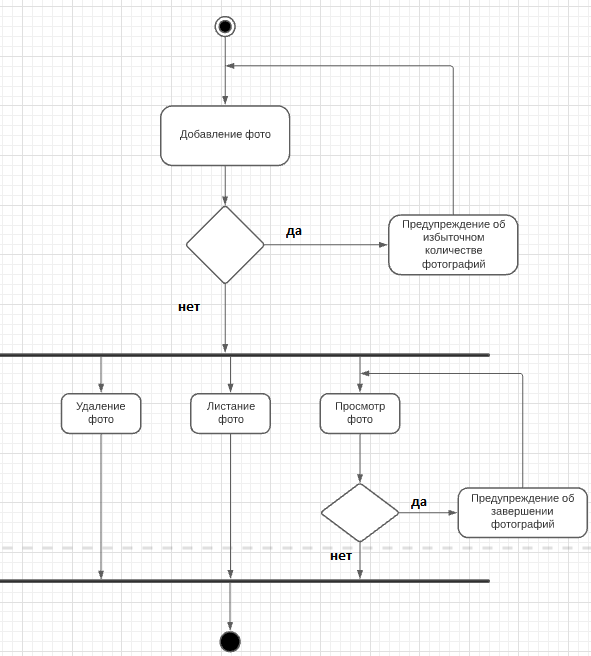 Добавление фото
да
Предупреждение об
избыточном
количестве
фотографий
нет
Удаление
фото
Листание
фото
Просмотр
фото
да
Предупреждение об
завершении
фотографий
нет